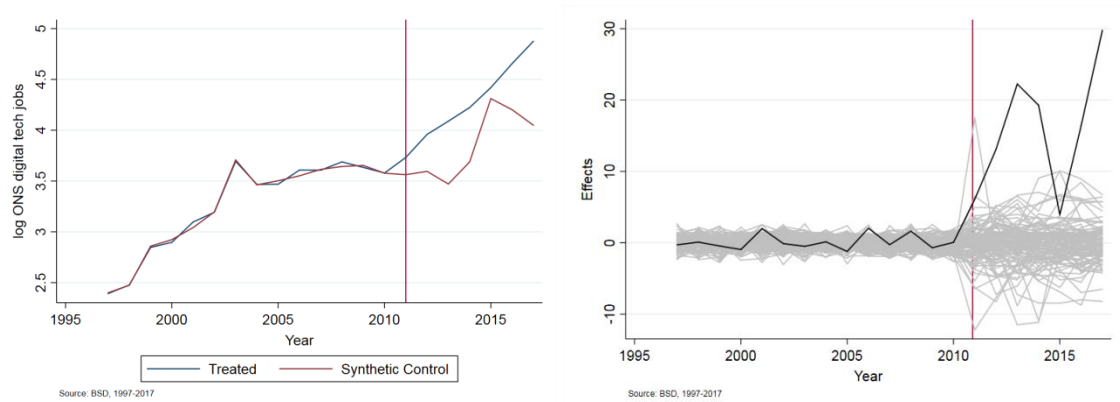 5
4.5
4
3.5
3
2.5
log ONS digital tech jobs
1995 2000 2005 2010 2015
Year
Treated Synthetic Control
Source: BSD, 1997-2017
30
20
10
0
-10
Effects
1995 2000 2005 2010 2015
Year
Source: BSD, 1997-2017